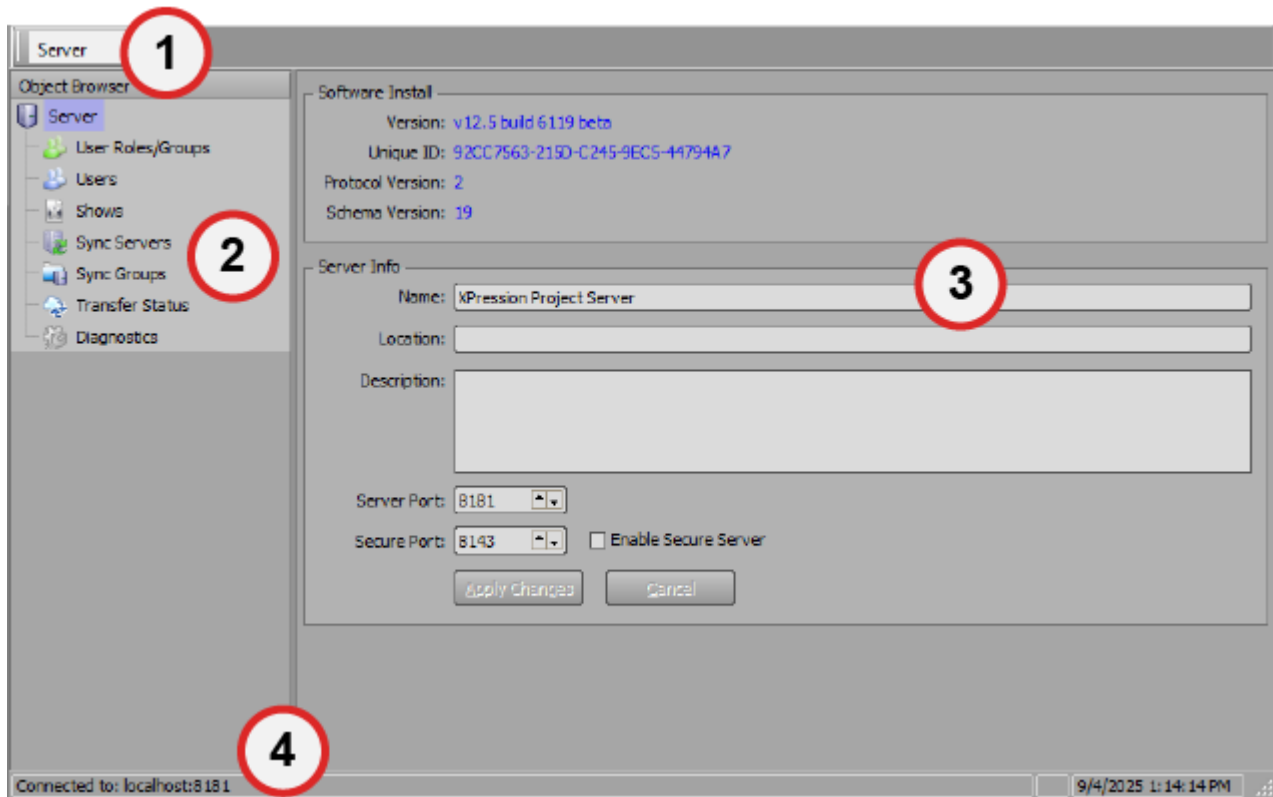 Server
1
Object Browser
Server
User Roles/Groups
Users
Shows
Sync Servers
2
Sync Groups
Transfer Status
Diagnostics
Software Install
Version: v12.5 build 6119 beta
Unique ID: 92CC7563-215D-C245-9EC5-44794A7
Protocol Version: 2
Schema Version: 19
Server Info
3
Name: XPression Project Server
Location:
Description:
Server Port: 8181
Secure Port: 8143 Enable Secure Server
Apply Changes Cancel
4
Connected to: localhost:8181 9/4/2025 1:14:14 PM